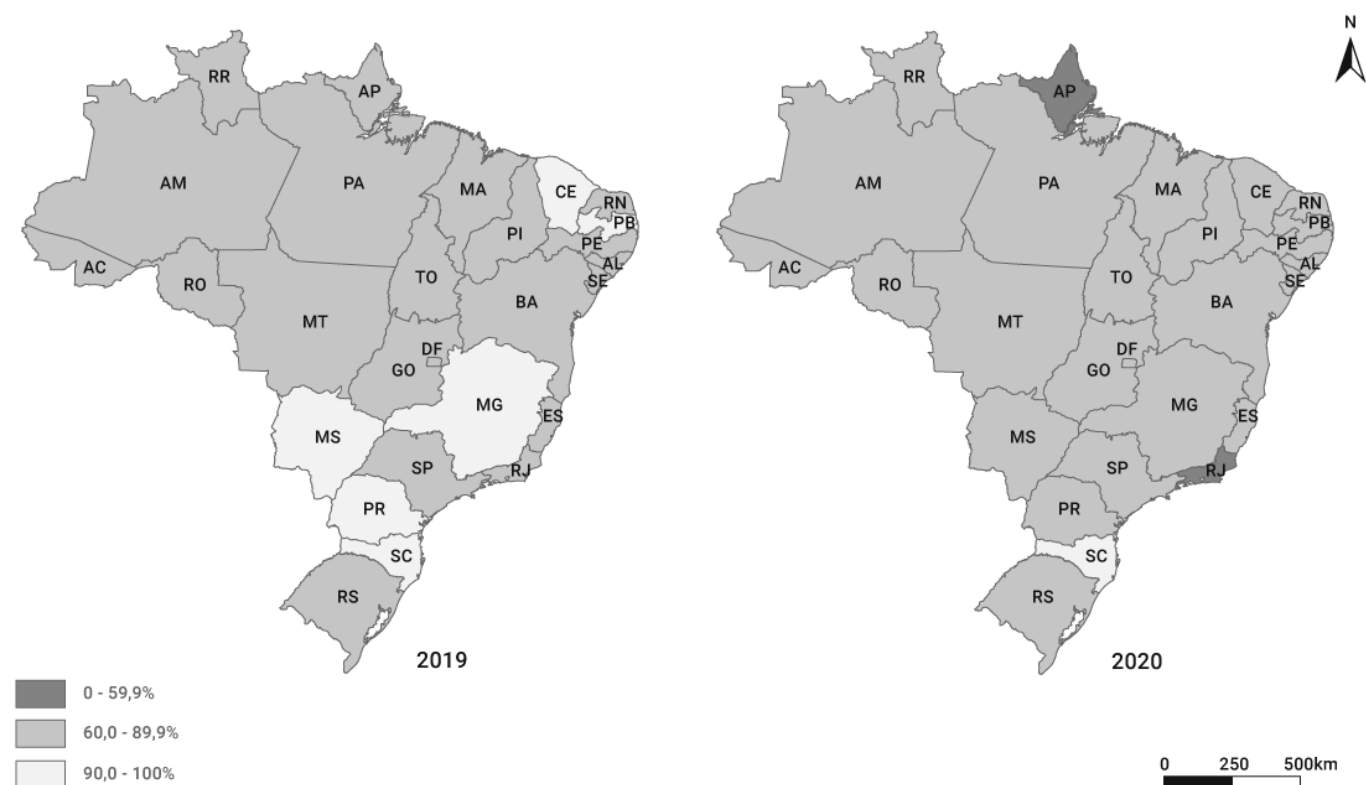 N
RR
AP
AM
PA
MA
CE
RN
PB
PI
PE
AL
SE
AC
RO
TO
BA
MT
DF
GO
MG
ES
MS
SP
RJ
PR
SC
RS
2019
RR
AP
AM
PA
MA
CE
RN
PB
PI
PE
AL
SE
AC
RO
TO
BA
MT
DF
GO
MG
ES
MS
SP
RJ
PR
SC
RS
2020
0 - 59,9%
60,0 - 89,9%
90,0 - 100%
0 250 500km